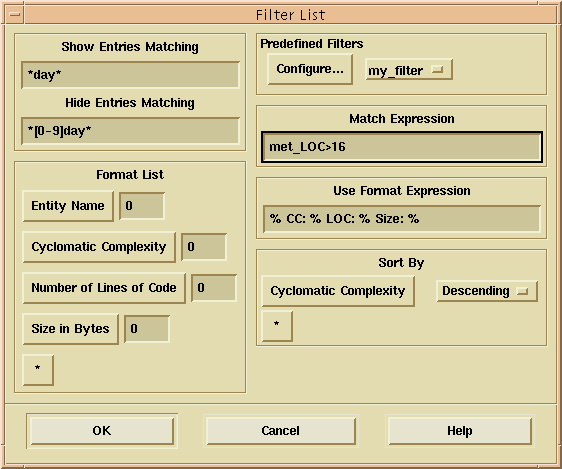 Filter List
Show Entries Matching
*day*
Hide Entries Matching
*[0-9]day*
Format List
Entity Name 0
Cyclomatic Complexity 0
Number of Lines of Code 0
Size in Bytes 0
*
Predefined Filters
Configure... my_filter
Match Expression
met_LOC>16
Use Format Expression
% CC: % LOC: % Size: %
Sort By
Cyclomatic Complexity Descending
*
OK Cancel Help